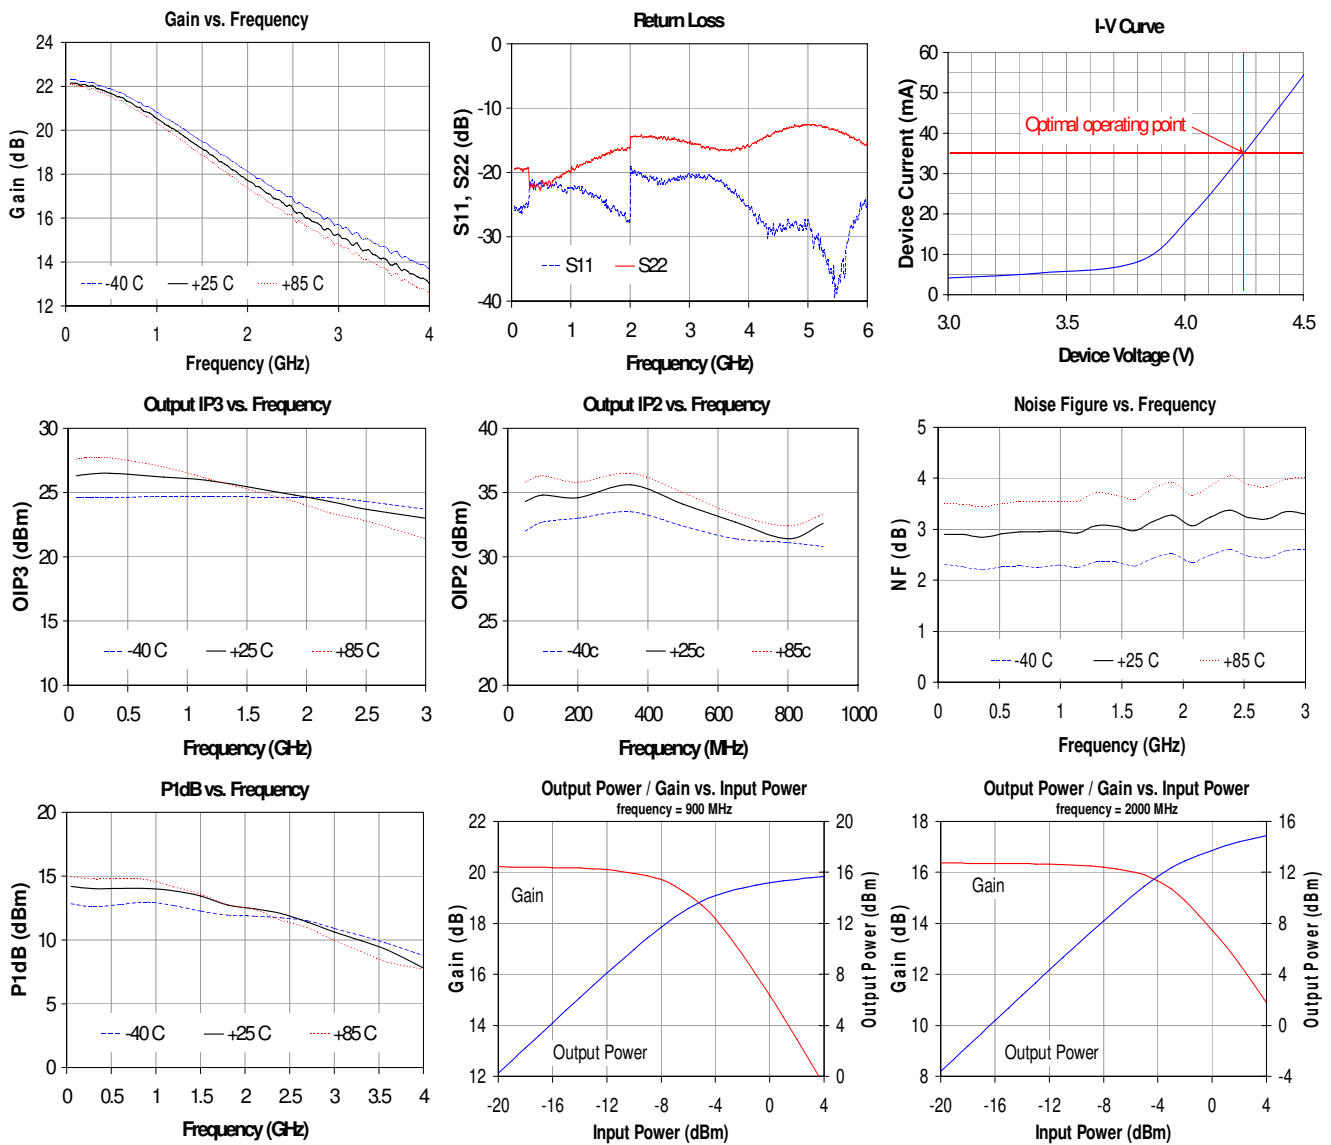 Gain vs. Frequency
24
22
20
18
16
14
12
Gain (dB)
-40 C
+25 C
+85 C
0 1 2 3 4
Frequency (GHz)
Return Loss
0
-10
-20
-30
-40
S11, S22 (dB)
S11
S22
0 1 2 3 4 5 6
Frequency (GHz)
I-V Curve
60
50
40
30
20
10
0
Device Current (mA)
Optimal operating point
3.0 3.5 4.0 4.5
Device Voltage (V)
Output IP3 vs. Frequency
30
25
20
15
10
OIP3 (dBm)
-40 C
+25 C
+85 C
0 0.5 1 1.5 2 2.5 3
Frequency (GHz)
Output IP2 vs. Frequency
40
35
30
25
20
OIP2 (dBm)
-40c
+25c
+85c
0 200 400 600 800 1000
Frequency (MHz)
Noise Figure vs. Frequency
5
4
3
2
1
0
NF (dB)
-40 C
+25 C
+85 C
0 0.5 1 1.5 2 2.5 3
Frequency (GHz)
P1dB vs. Frequency
20
15
10
5
0
P1dB (dBm)
-40 C
+25 C
+85 C
0 0.5 1 1.5 2 2.5 3 3.5 4
Frequency (GHz)
Output Power / Gain vs. Input Power
frequency = 900 MHz
22
20
18
16
14
12
Gain (dB)
Gain
Output Power
20
16
12
8
4
0
Output Power (dBm)
-20 -16 -12 -8 -4 0 4
Input Power (dBm)
Output Power / Gain vs. Input Power
frequency = 2000 MHz
18
16
14
12
10
8
Gain (dB)
Gain
Output Power
16
12
8
4
0
-4
Output Power (dBm)
-20 -16 -12 -8 -4 0 4
Input Power (dBm)